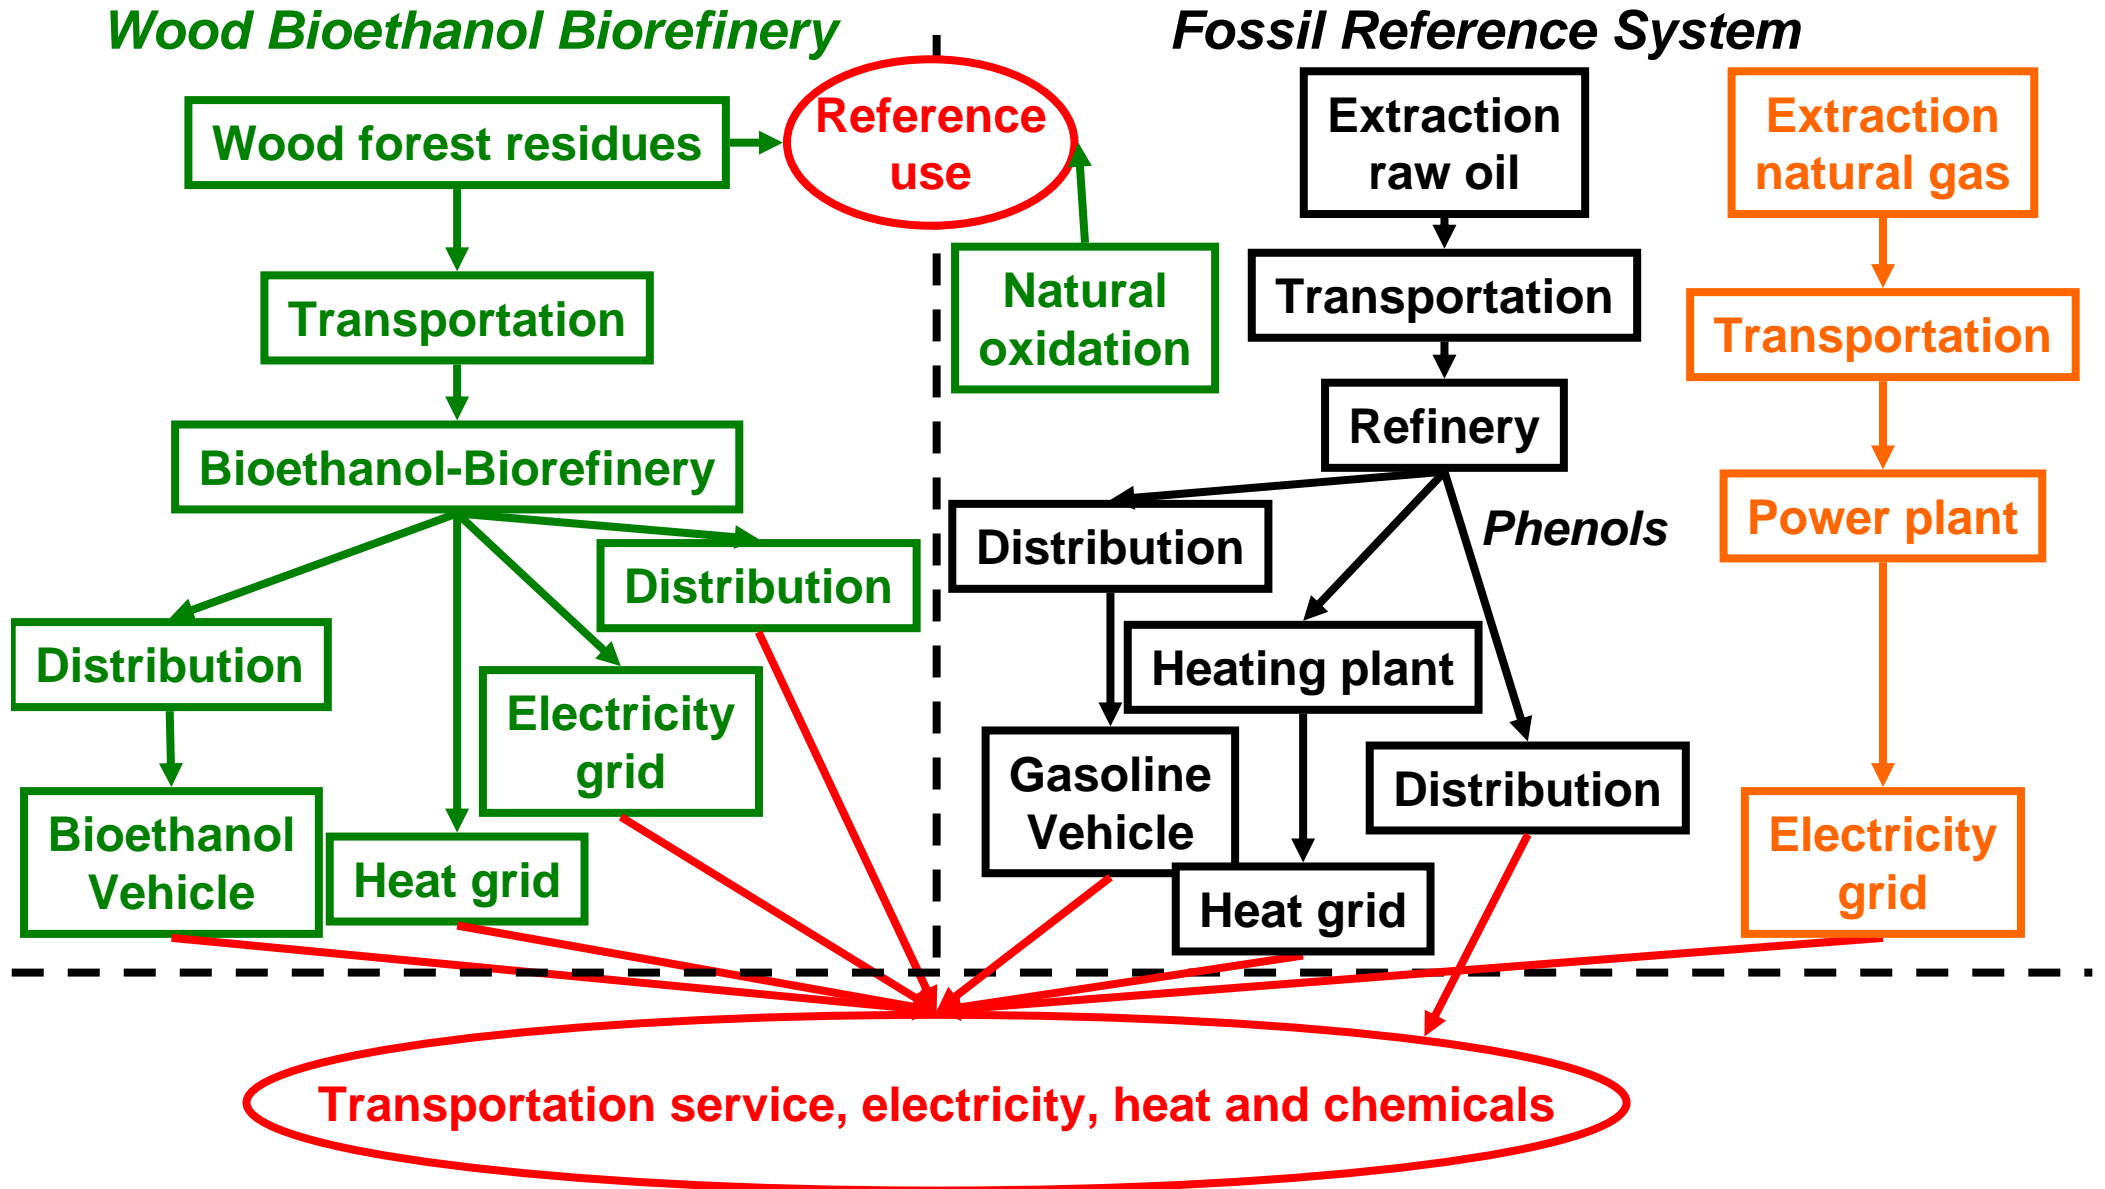 Wood Bioethanol Biorefinery
Fossil Reference System
Wood forest residues
Reference
use
Extraction
raw oil
Extraction
natural gas
Transportation
Natural
oxidation
Transportation
Transportation
Bioethanol-Biorefinery
Refinery
Phenols
Power plant
Distribution
Distribution
Distribution
Heating plant
Electricity
grid
Gasoline
Vehicle
Distribution
Bioethanol
Vehicle
Heat grid
Heat grid
Electricity
grid
Transportation service, electricity, heat and chemicals